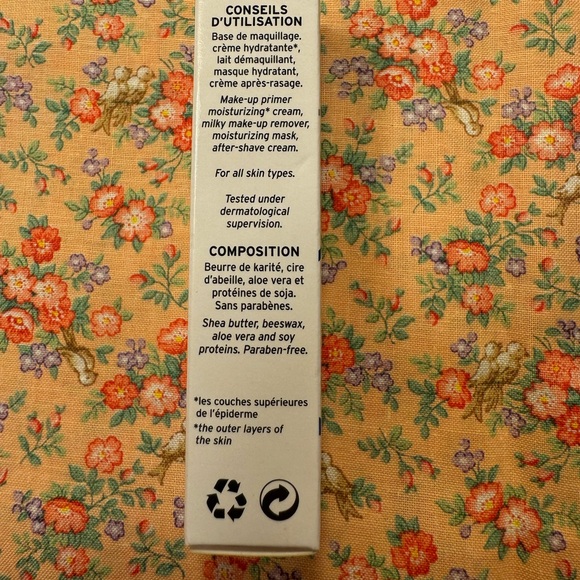 CONSEILS
D'UTILISATION
Base de maquillage.
crème hydratante*,
lait démaquillant,
masque hydratant,
crème après-rasage.
Make-up primer
moisturizing* cream,
milky make-up remover,
moisturizing mask,
after-shave cream.
For all skin types.
Tested under
dermatological
supervision.
COMPOSITION
Beurre de karité, cire
d'abeille, aloe vera et
protéines de soja.
Sans parabènes.
Shea butter, beeswax,
aloe vera and soy
proteins. Paraben-free.
*les couches supérieures
de l'épiderme
*the outer layers of
the skin